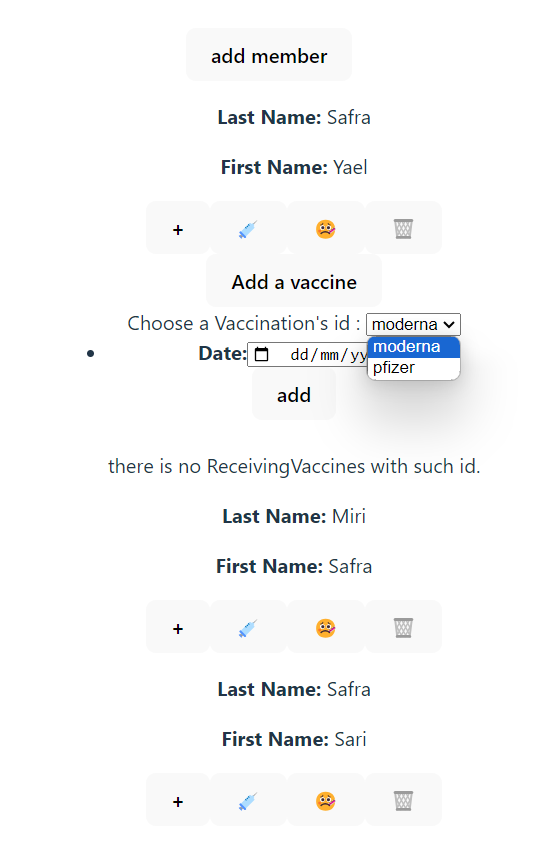 add member
Last Name: Safra
First Name: Yael
+
Add a vaccine
Choose a Vaccination's id : moderna
moderna
Date: dd/mm/yy
pfizer
add
there is no ReceivingVaccines with such id.
Last Name: Miri
First Name: Safra
+
Last Name: Safra
First Name: Sari
+